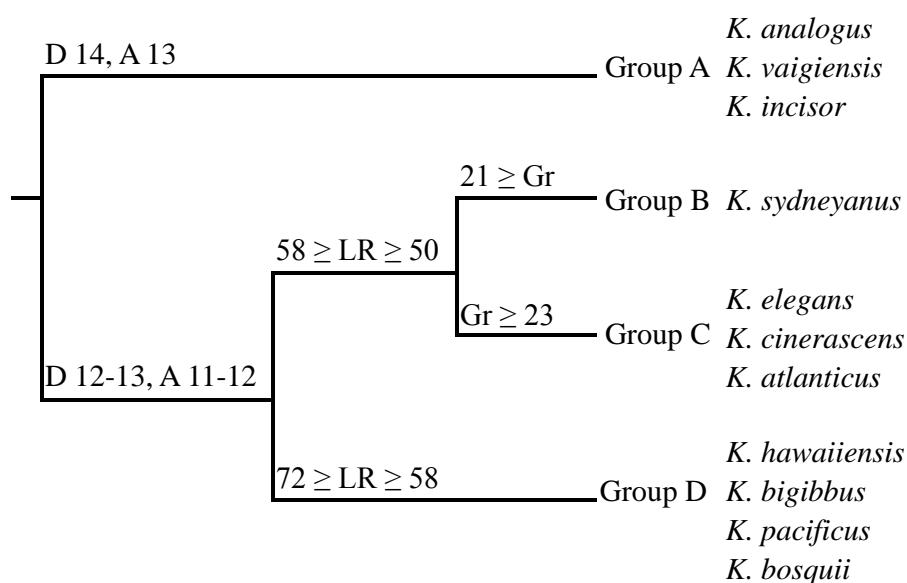 D 14, A 13
Group A
K. analogus
K. vaigiensis
K. incisor
21 ≥ Gr
Group B
K. sydneyanus
58 ≥ LR ≥ 50
Gr ≥ 23
Group C
K. elegans
K. cinerascens
K. atlanticus
D 12-13, A 11-12
72 ≥ LR ≥ 58
Group D
K. hawaiiensis
K. bigibbus
K. pacificus
K. bosquii